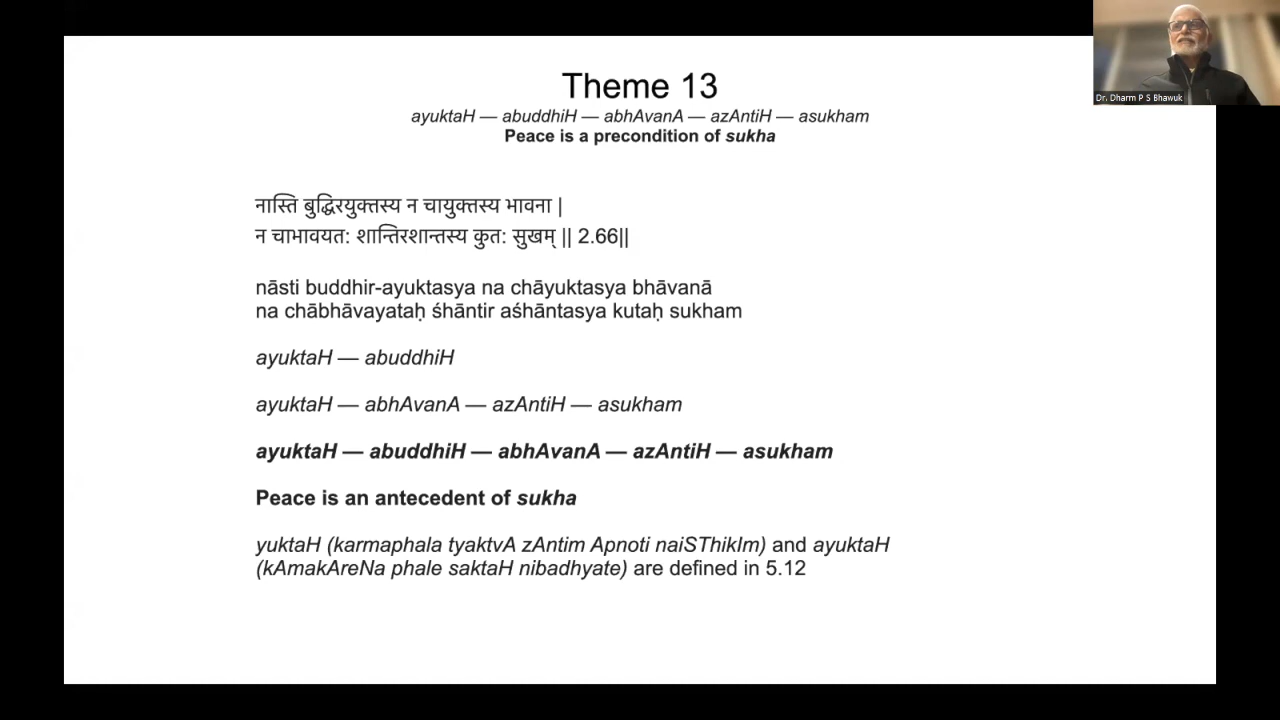 Theme 13
ayuktaH — abuddhiH — abhAvanA — azAntiH — asukham
Peace is a precondition of sukha
नास्ति बुद्धिरयुक्तस्य न चायुक्तस्य भावना |
न चाभावयत: शान्तिरशान्तस्य कुत: सुखम् || 2.66||
nāsti buddhir-ayuktasya na chāyuktasya bhāvanā
na chābhāvayataḥ śhāntir aśhāntasya kutaḥ sukham
ayuktaH — abuddhiH
ayuktaH — abhAvanA — azAntiH — asukham
ayuktaH — abuddhiH — abhAvanA — azAntiH — asukham
Peace is an antecedent of sukha
yuktaH (karmaphala tyaktvA zAntim Apnoti naiSThikIm) and ayuktaH
(kAmakAreNa phale saktaH nibadhyate) are defined in 5.12
Dr. Dharm P S Bhawuk